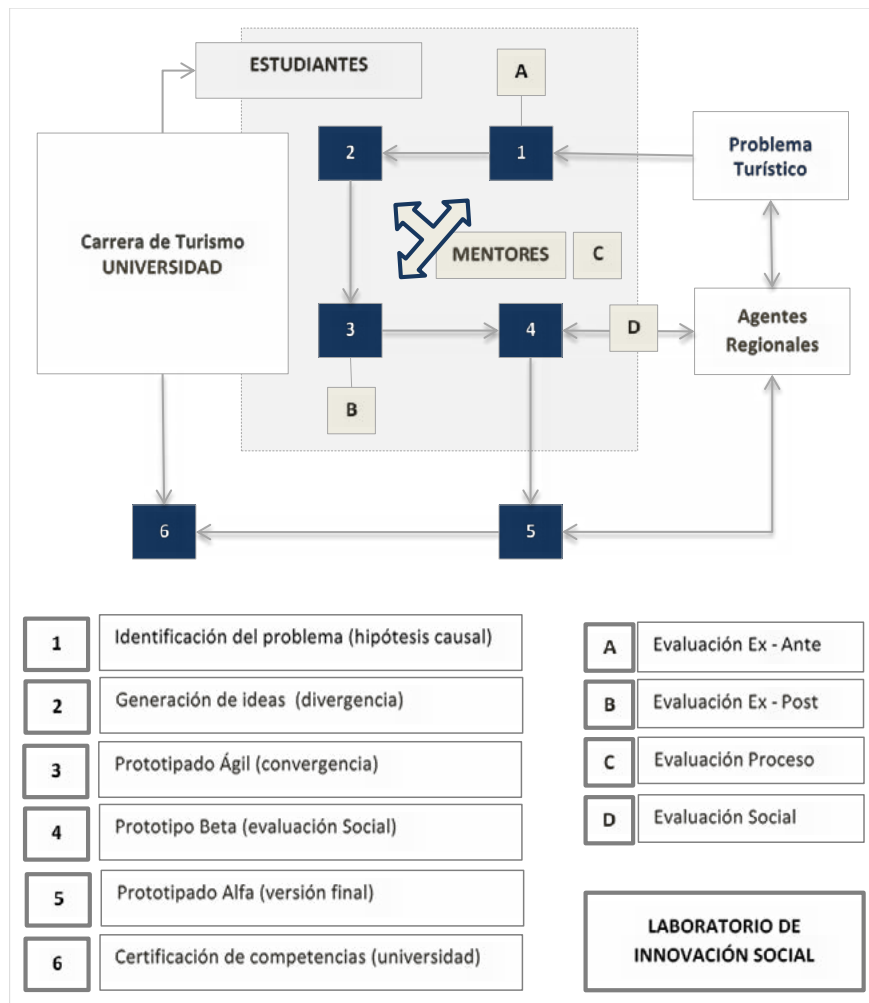 ESTUDIANTES
A
2
1
Problema
Turístico
Carrera de Turismo
UNIVERSIDAD
MENTORES
C
3
4
D
Agentes
Regionales
B
6
5
1
Identificación del problema (hipótesis causal)
2
Generación de ideas (divergencia)
3
Prototipado Ágil (convergencia)
4
Prototipo Beta (evaluación Social)
5
Prototipado Alfa (versión final)
6
Certificación de competencias (universidad)
A
Evaluación Ex - Ante
B
Evaluación Ex - Post
C
Evaluación Proceso
D
Evaluación Social
LABORATORIO DE
INNOVACIÓN SOCIAL